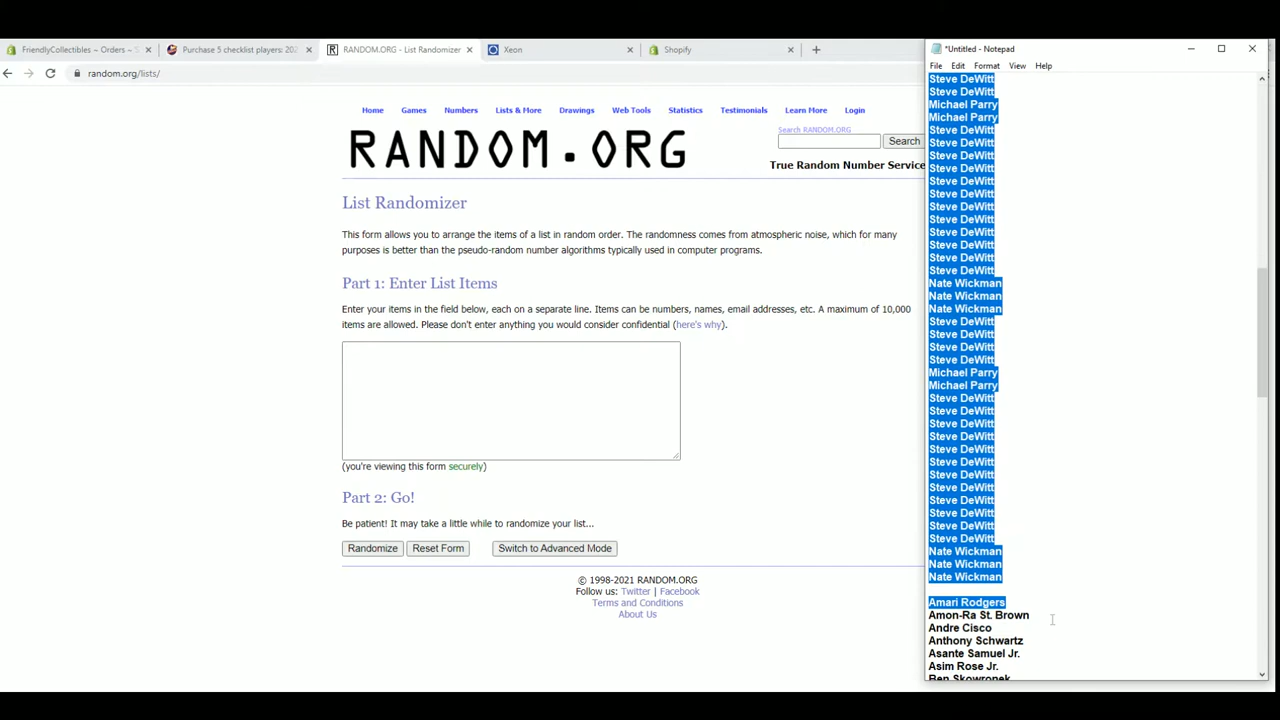 FriendlyCollectibles ~ Orders ~ S
Purchase 5 checklist players: 202
RANDOM.ORG - List Randomizer
Xeon
Shopify
random.org/lists/
Home Games Numbers Lists & More Drawings Web Tools Statistics Testimonials Learn More Login
RANDOM.ORG
Search RANDOM.ORG
Search
True Random Number Service
List Randomizer
This form allows you to arrange the items of a list in random order. The randomness comes from atmospheric noise, which for many
purposes is better than the pseudo-random number algorithms typically used in computer programs.
Part 1: Enter List Items
Enter your items in the field below, each on a separate line. Items can be numbers, names, email addresses, etc. A maximum of 10,000
items are allowed. Please don't enter anything you would consider confidential (here's why).
(you're viewing this form securely)
Part 2: Go!
Be patient! It may take a little while to randomize your list...
Randomize Reset Form Switch to Advanced Mode
© 1998-2021 RANDOM.ORG
Follow us: Twitter | Facebook
Terms and Conditions
About Us
*Untitled - Notepad
File Edit Format View Help
Steve DeWitt
Steve DeWitt
Michael Parry
Michael Parry
Steve DeWitt
Steve DeWitt
Steve DeWitt
Steve DeWitt
Steve DeWitt
Steve DeWitt
Steve DeWitt
Steve DeWitt
Steve DeWitt
Steve DeWitt
Steve DeWitt
Steve DeWitt
Nate Wickman
Nate Wickman
Nate Wickman
Steve DeWitt
Steve DeWitt
Steve DeWitt
Steve DeWitt
Michael Parry
Michael Parry
Steve DeWitt
Steve DeWitt
Steve DeWitt
Steve DeWitt
Steve DeWitt
Steve DeWitt
Steve DeWitt
Steve DeWitt
Steve DeWitt
Steve DeWitt
Steve DeWitt
Nate Wickman
Nate Wickman
Nate Wickman
Amari Rodgers
Amon-Ra St. Brown
Andre Cisco
Anthony Schwartz
Asante Samuel Jr.
Asim Rose Jr.
Ben Skowronek